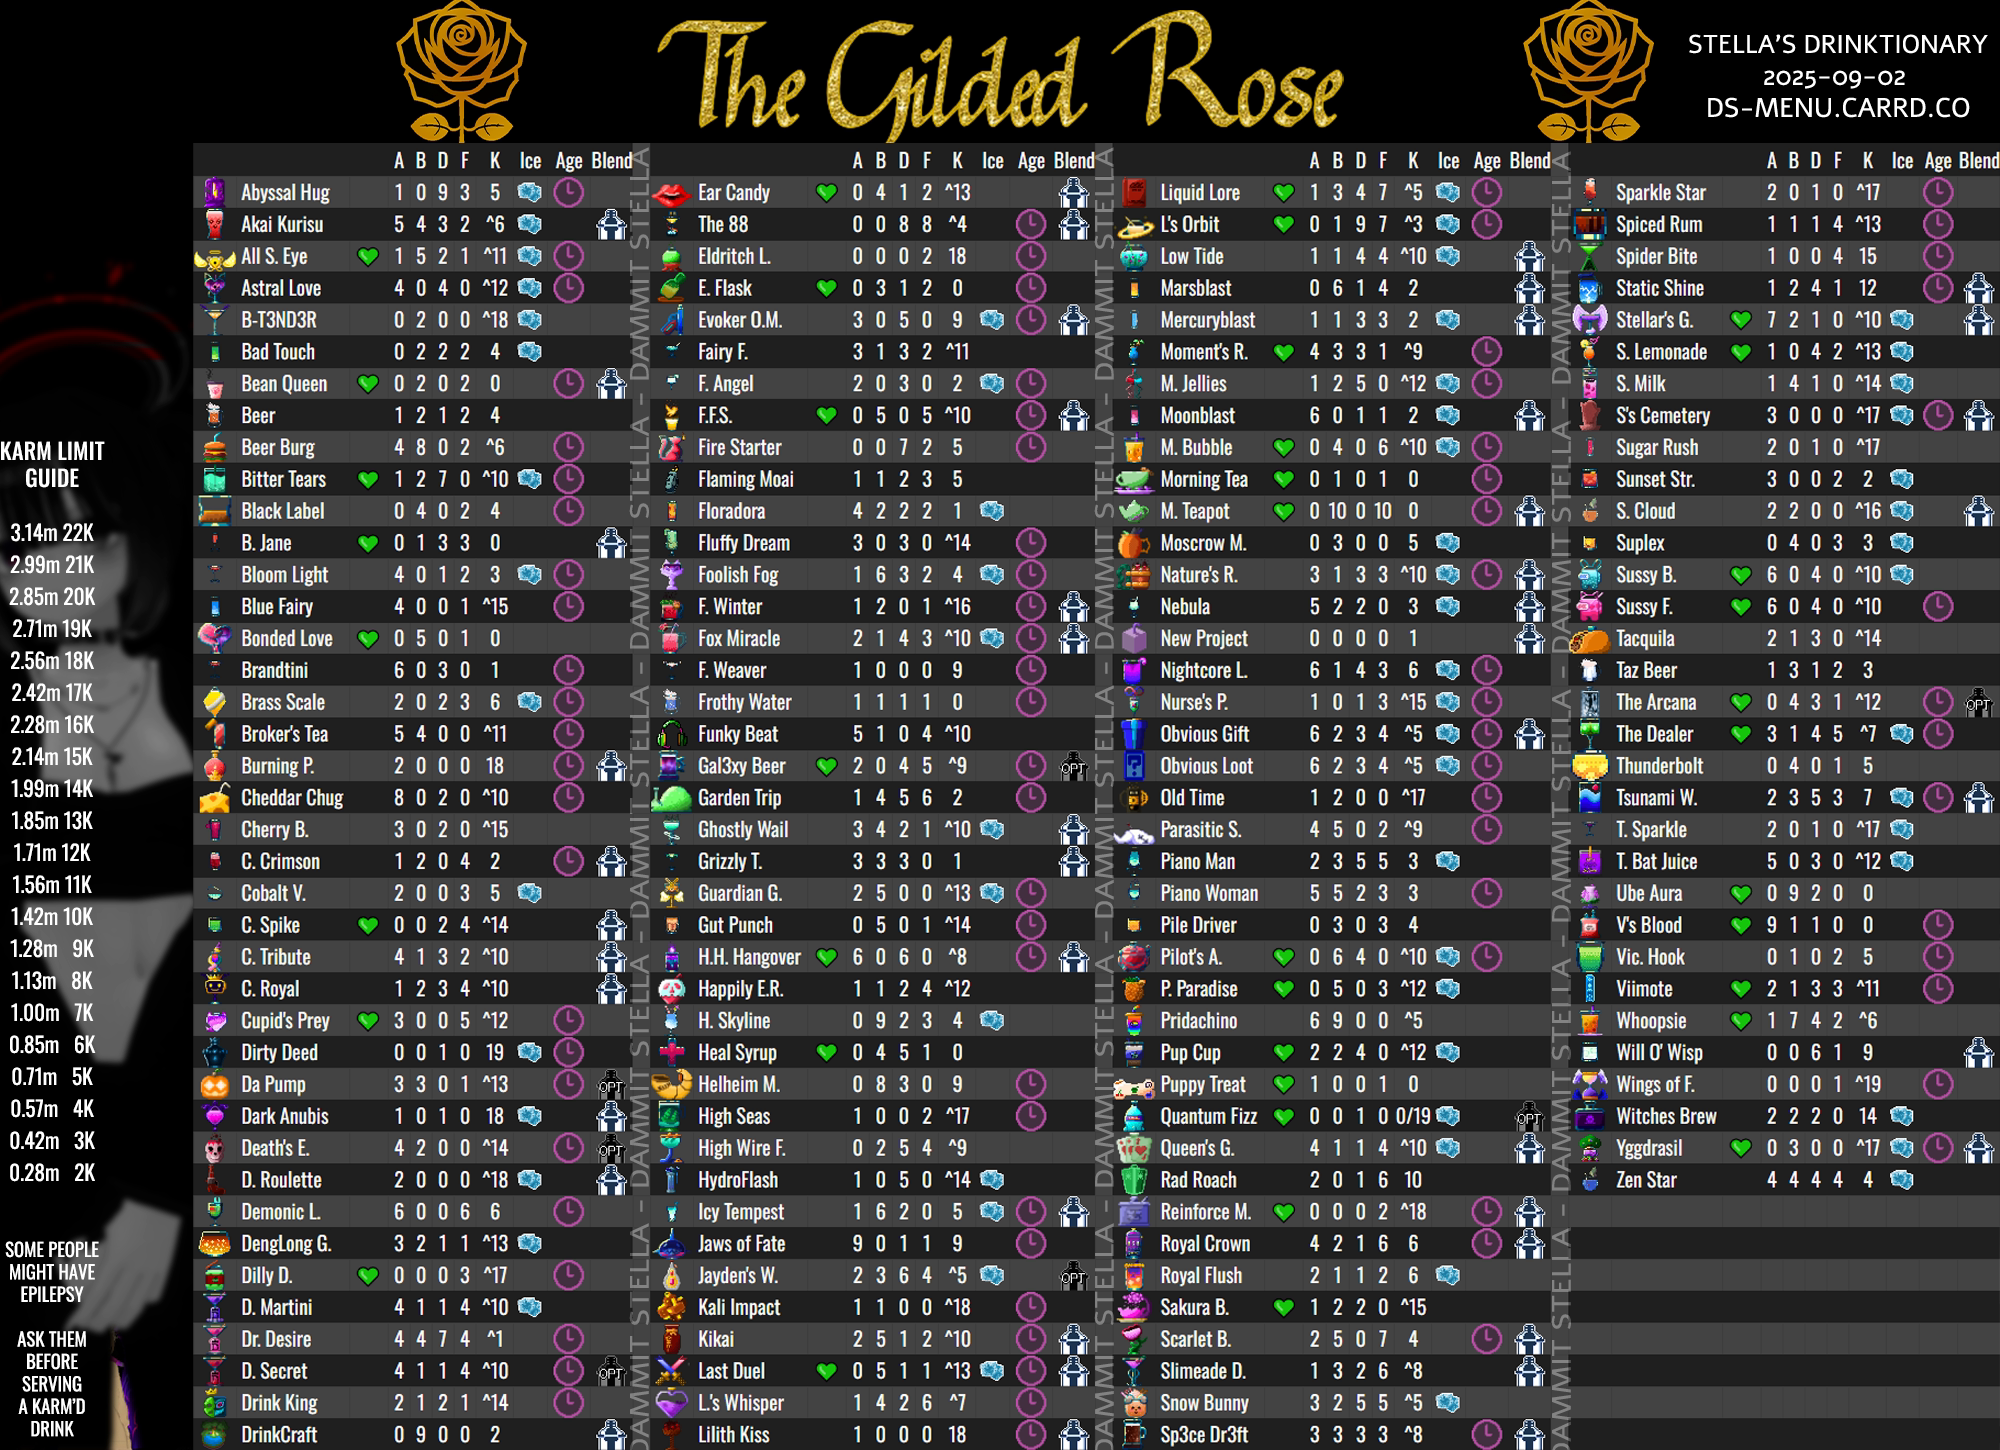 The Gilded Rose
STELLA'S DRINKTIONARY
2025-09-02
DS-MENU.CARRD.CO
KARM LIMIT
GUIDE
3.14m 22K
2.99m 21K
2.85m 20K
2.71m 19K
2.56m 18K
2.42m 17K
2.28m 16K
2.14m 15K
1.99m 14K
1.85m 13K
1.71m 12K
1.56m 11K
1.42m 10K
1.28m 9K
1.13m 8K
1.00m 7K
0.85m 6K
0.71m 5K
0.57m 4K
0.42m 3K
0.28m 2K
SOME PEOPLE
MIGHT HAVE
EPILEPSY
ASK THEM
BEFORE
SERVING
A KARM'D
DRINK
A B D F K Ice Age Blend
Abyssal Hug 1 0 9 3 5
Akai Kurisu 5 4 3 2 ^6
All S. Eye 1 5 2 1 ^11
Astral Love 4 0 4 0 ^12
B-T3ND3R 0 2 0 0 ^18
Bad Touch 0 2 2 2 4
Bean Queen 0 2 0 2 0
Beer 1 2 1 2 4
Beer Burg 4 8 0 2 ^6
Bitter Tears 1 2 7 0 ^10
Black Label 0 4 0 2 4
B. Jane 0 1 3 3 0
Bloom Light 4 0 1 2 3
Blue Fairy 4 0 0 1 ^15
Bonded Love 0 5 0 1 0
Brandtini 6 0 3 0 1
Brass Scale 2 0 2 3 6
Broker's Tea 5 4 0 0 ^11
Burning P. 2 0 0 0 18
Cheddar Chug 8 0 2 0 ^10
Cherry B. 3 0 2 0 ^15
C. Crimson 1 2 0 4 2
Cobalt V. 2 0 0 3 5
C. Spike 0 0 2 4 ^14
C. Tribute 4 1 3 2 ^10
C. Royal 1 2 3 4 ^10
Cupid's Prey 3 0 0 5 ^12
Dirty Deed 0 0 1 0 19
Da Pump 3 3 0 1 ^13 OPT
Dark Anubis 1 0 1 0 18
Death's E. 4 2 0 0 ^14 OPT
D. Roulette 2 0 0 0 ^18
Demonic L. 6 0 0 6 6
DengLong G. 3 2 1 1 ^13
Dilly D. 0 0 0 3 ^17
D. Martini 4 1 1 4 ^10
Dr. Desire 4 4 7 4 ^1
D. Secret 4 1 1 4 ^10 OPT
Drink King 2 1 2 1 ^14
DrinkCraft 0 9 0 0 2
DAMMIT STELLA - DAMMIT STELLA - DAMMIT STELLA - DAMMIT STELLA
A B D F K Ice Age Blend
Ear Candy 0 4 1 2 ^13
The 88 0 0 8 8 ^4
Eldritch L. 0 0 0 2 18
E. Flask 0 3 1 2 0
Evoker O.M. 3 0 5 0 9
Fairy F. 3 1 3 2 ^11
F. Angel 2 0 3 0 2
F.F.S. 0 5 0 5 ^10
Fire Starter 0 0 7 2 5
Flaming Moai 1 1 2 3 5
Floradora 4 2 2 2 1
Fluffy Dream 3 0 3 0 ^14
Foolish Fog 1 6 3 2 4
F. Winter 1 2 0 1 ^16
Fox Miracle 2 1 4 3 ^10
F. Weaver 1 0 0 0 9
Frothy Water 1 1 1 1 0
Funky Beat 5 1 0 4 ^10
Gal3xy Beer 2 0 4 5 ^9 OPT
Garden Trip 1 4 5 6 2
Ghostly Wail 3 4 2 1 ^10
Grizzly T. 3 3 3 0 1
Guardian G. 2 5 0 0 ^13
Gut Punch 0 5 0 1 ^14
H.H. Hangover 6 0 6 0 ^8
Happily E.R. 1 1 2 4 ^12
H. Skyline 0 9 2 3 4
Heal Syrup 0 4 5 1 0
Helheim M. 0 8 3 0 9
High Seas 1 0 0 2 ^17
High Wire F. 0 2 5 4 ^9
HydroFlash 1 0 5 0 ^14
Icy Tempest 1 6 2 0 5
Jaws of Fate 9 0 1 1 9
Jayden's W. 2 3 6 4 ^5 OPT
Kali Impact 1 1 0 0 ^18
Kikai 2 5 1 2 ^10
Last Duel 0 5 1 1 ^13
L.'s Whisper 1 4 2 6 ^7
Lilith Kiss 1 0 0 0 18
DAMMIT STELLA - DAMMIT STELLA - DAMMIT STELLA - DAMMIT STELLA
A B D F K Ice Age Blend
Liquid Lore 1 3 4 7 ^5
L's Orbit 0 1 9 7 ^3
Low Tide 1 1 4 4 ^10
Marsblast 0 6 1 4 2
Mercuryblast 1 1 3 3 2
Moment's R. 4 3 3 1 ^9
M. Jellies 1 2 5 0 ^12
Moonblast 6 0 1 1 2
M. Bubble 0 4 0 6 ^10
Morning Tea 0 1 0 1 0
M. Teapot 0 10 0 10 0
Moscrow M. 0 3 0 0 5
Nature's R. 3 1 3 3 ^10
Nebula 5 2 2 0 3
New Project 0 0 0 0 1
Nightcore L. 6 1 4 3 6
Nurse's P. 1 0 1 3 ^15
Obvious Gift 6 2 3 4 ^5
Obvious Loot 6 2 3 4 ^5
Old Time 1 2 0 0 ^17
Parasitic S. 4 5 0 2 ^9
Piano Man 2 3 5 5 3
Piano Woman 5 5 2 3 3
Pile Driver 0 3 0 3 4
Pilot's A. 0 6 4 0 ^10
P. Paradise 0 5 0 3 ^12
Pridachino 6 9 0 0 ^5
Pup Cup 2 2 4 0 ^12
Puppy Treat 1 0 0 1 0
Quantum Fizz 0 0 1 0 0/19 OPT
Queen's G. 4 1 1 4 ^10
Rad Roach 2 0 1 6 10
Reinforce M. 0 0 0 2 ^18
Royal Crown 4 2 1 6 6
Royal Flush 2 1 1 2 6
Sakura B. 1 2 2 0 ^15
Scarlet B. 2 5 0 7 4
Slimeade D. 1 3 2 6 ^8
Snow Bunny 3 2 5 5 ^5
Sp3ce Dr3ft 3 3 3 3 ^8
DAMMIT STELLA - DAMMIT STELLA - DAMMIT STELLA - DAMMIT STELLA
A B D F K Ice Age Blend
Sparkle Star 2 0 1 0 ^17
Spiced Rum 1 1 1 4 ^13
Spider Bite 1 0 0 4 15
Static Shine 1 2 4 1 12
Stellar's G. 7 2 1 0 ^10
S. Lemonade 1 0 4 2 ^13
S. Milk 1 4 1 0 ^14
S's Cemetery 3 0 0 0 ^17
Sugar Rush 2 0 1 0 ^17
Sunset Str. 3 0 0 2 2
S. Cloud 2 2 0 0 ^16
Suplex 0 4 0 3 3
Sussy B. 6 0 4 0 ^10
Sussy F. 6 0 4 0 ^10
Tacquila 2 1 3 0 ^14
Taz Beer 1 3 1 2 3
The Arcana 0 4 3 1 ^12 OPT
The Dealer 3 1 4 5 ^7
Thunderbolt 0 4 0 1 5
Tsunami W. 2 3 5 3 7
T. Sparkle 2 0 1 0 ^17
T. Bat Juice 5 0 3 0 ^12
Ube Aura 0 9 2 0 0
V's Blood 9 1 1 0 0
Vic. Hook 0 1 0 2 5
Viimote 2 1 3 3 ^11
Whoopsie 1 7 4 2 ^6
Will O' Wisp 0 0 6 1 9
Wings of F. 0 0 0 1 ^19
Witches Brew 2 2 2 0 14
Yggdrasil 0 3 0 0 ^17
Zen Star 4 4 4 4 4